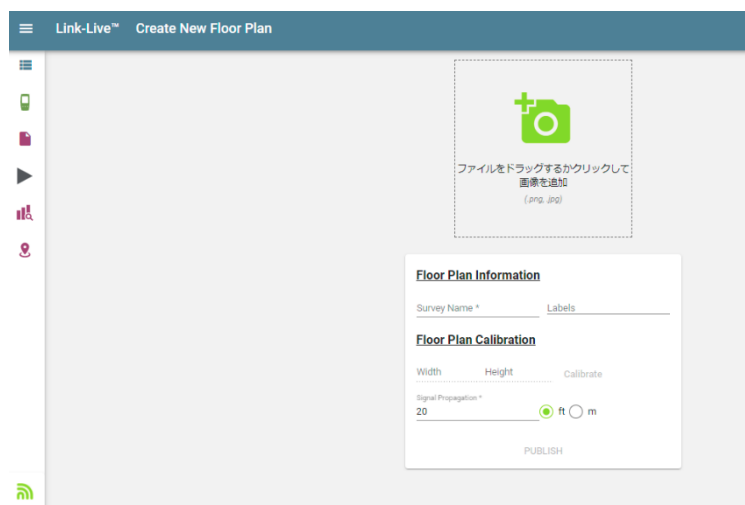 Link-Live™ Create New Floor Plan
ファイルをドラッグするかクリックして
画像を追加
(.png, .jpg)
Floor Plan Information
Survey Name *
Labels
Floor Plan Calibration
Width
Height
Calibrate
Signal Propagation *
20
ft
m
PUBLISH